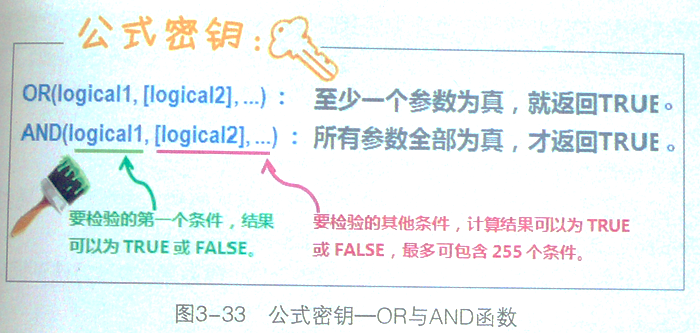 公式密钥:
OR(logical1, [logical2], ...) : 至少一个参数为真，就返回TRUE。
AND(logical1, [logical2], ...) : 所有参数全部为真，才返回TRUE。
要检验的第一个条件，结果
可以为 TRUE 或 FALSE。
要检验的其他条件，计算结果可以为 TRUE
或 FALSE，最多可包含 255 个条件。
图3-33 公式密钥—OR与AND函数